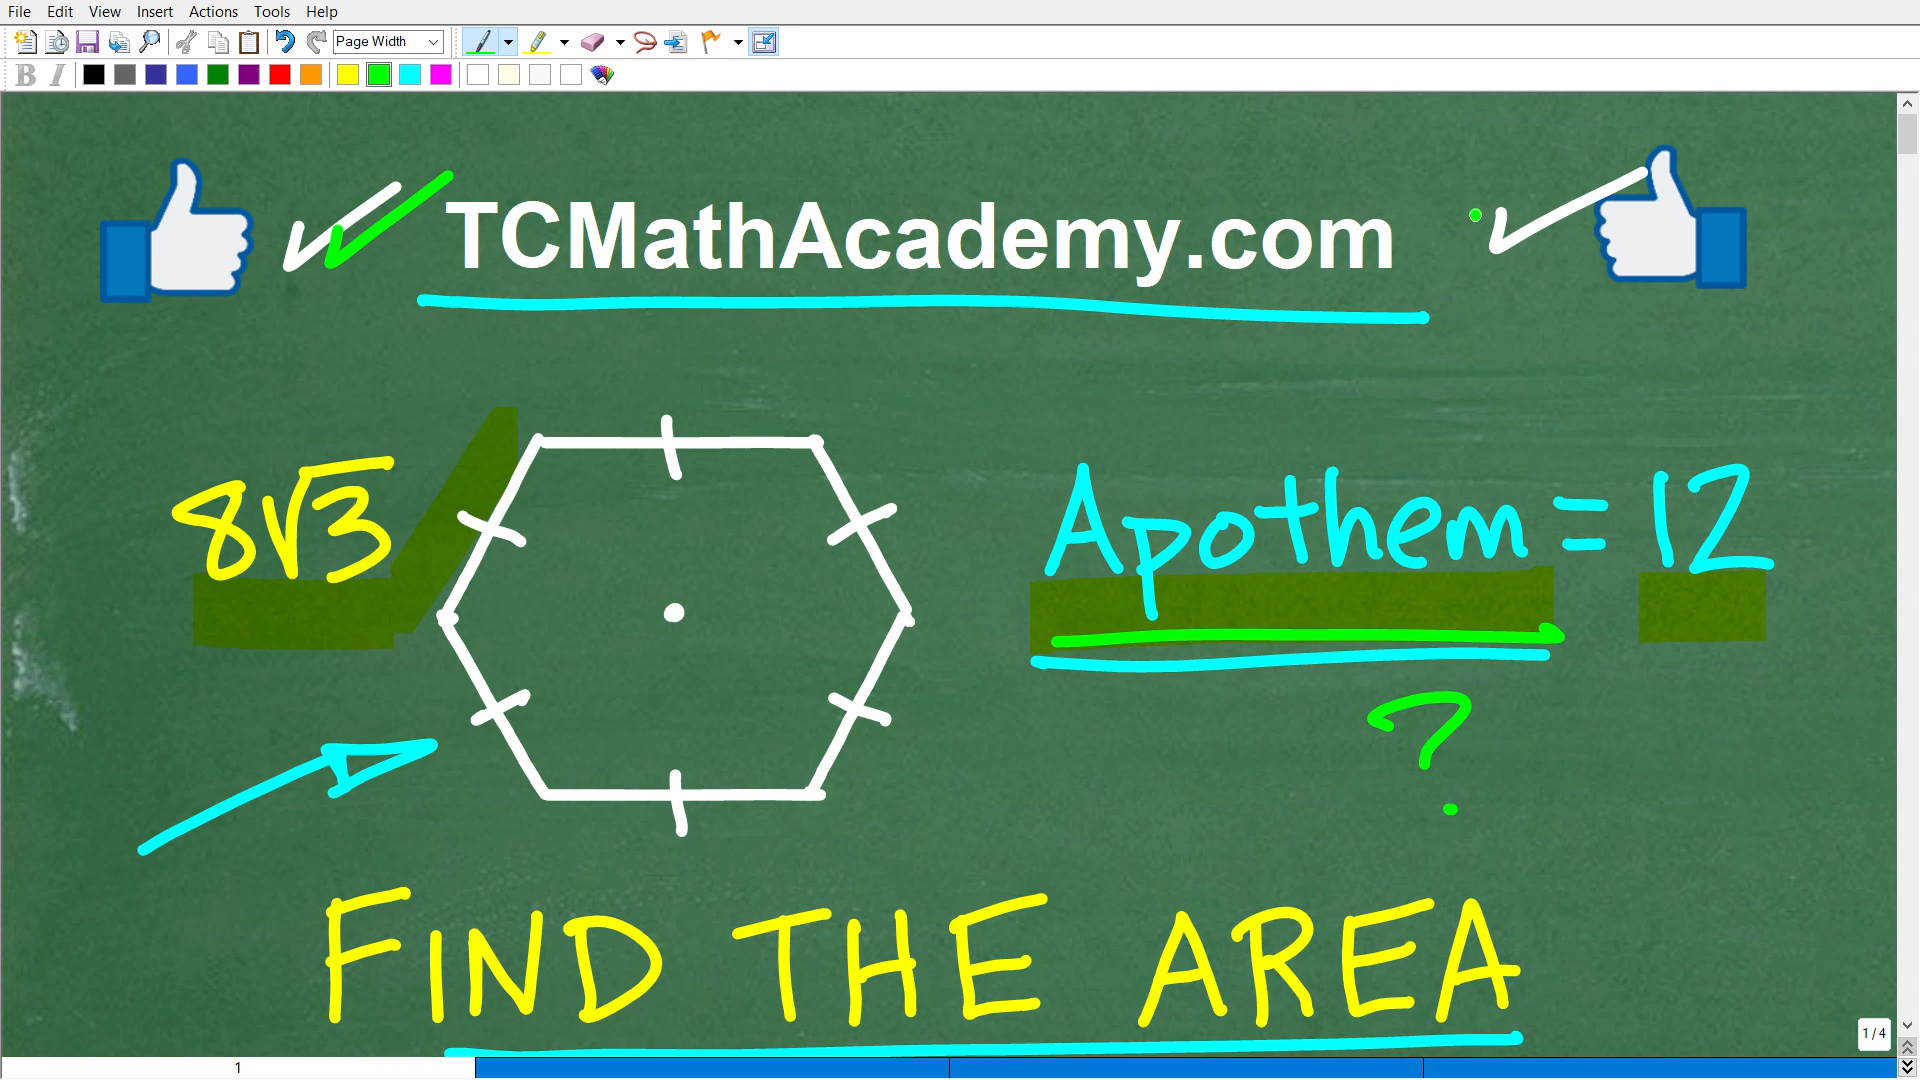 File Edit View Insert Actions Tools Help
Page Width
B I
TCMathAcademy.com
8√3
Apothem = 12
?
FIND THE AREA
1 / 4
1